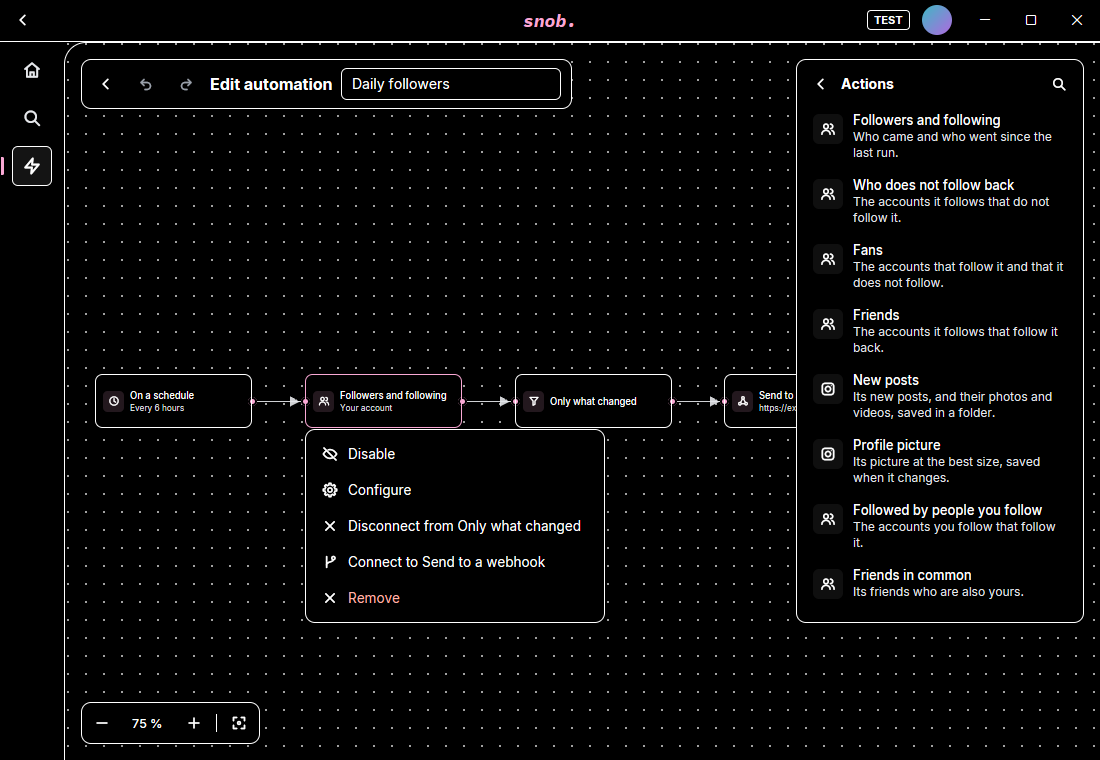 snob.
TEST
Edit automation
Daily followers
Actions
Followers and following
Who came and who went since the
last run.
Who does not follow back
The accounts it follows that do not
follow it.
Fans
The accounts that follow it and that it
does not follow.
Friends
The accounts it follows that follow it
back.
New posts
Its new posts, and their photos and
videos, saved in a folder.
Profile picture
Its picture at the best size, saved
when it changes.
Followed by people you follow
The accounts you follow that follow
it.
Friends in common
Its friends who are also yours.
On a schedule
Every 6 hours
Followers and following
Your account
Only what changed
Send to
https://ex
Disable
Configure
Disconnect from Only what changed
Connect to Send to a webhook
Remove
75 %